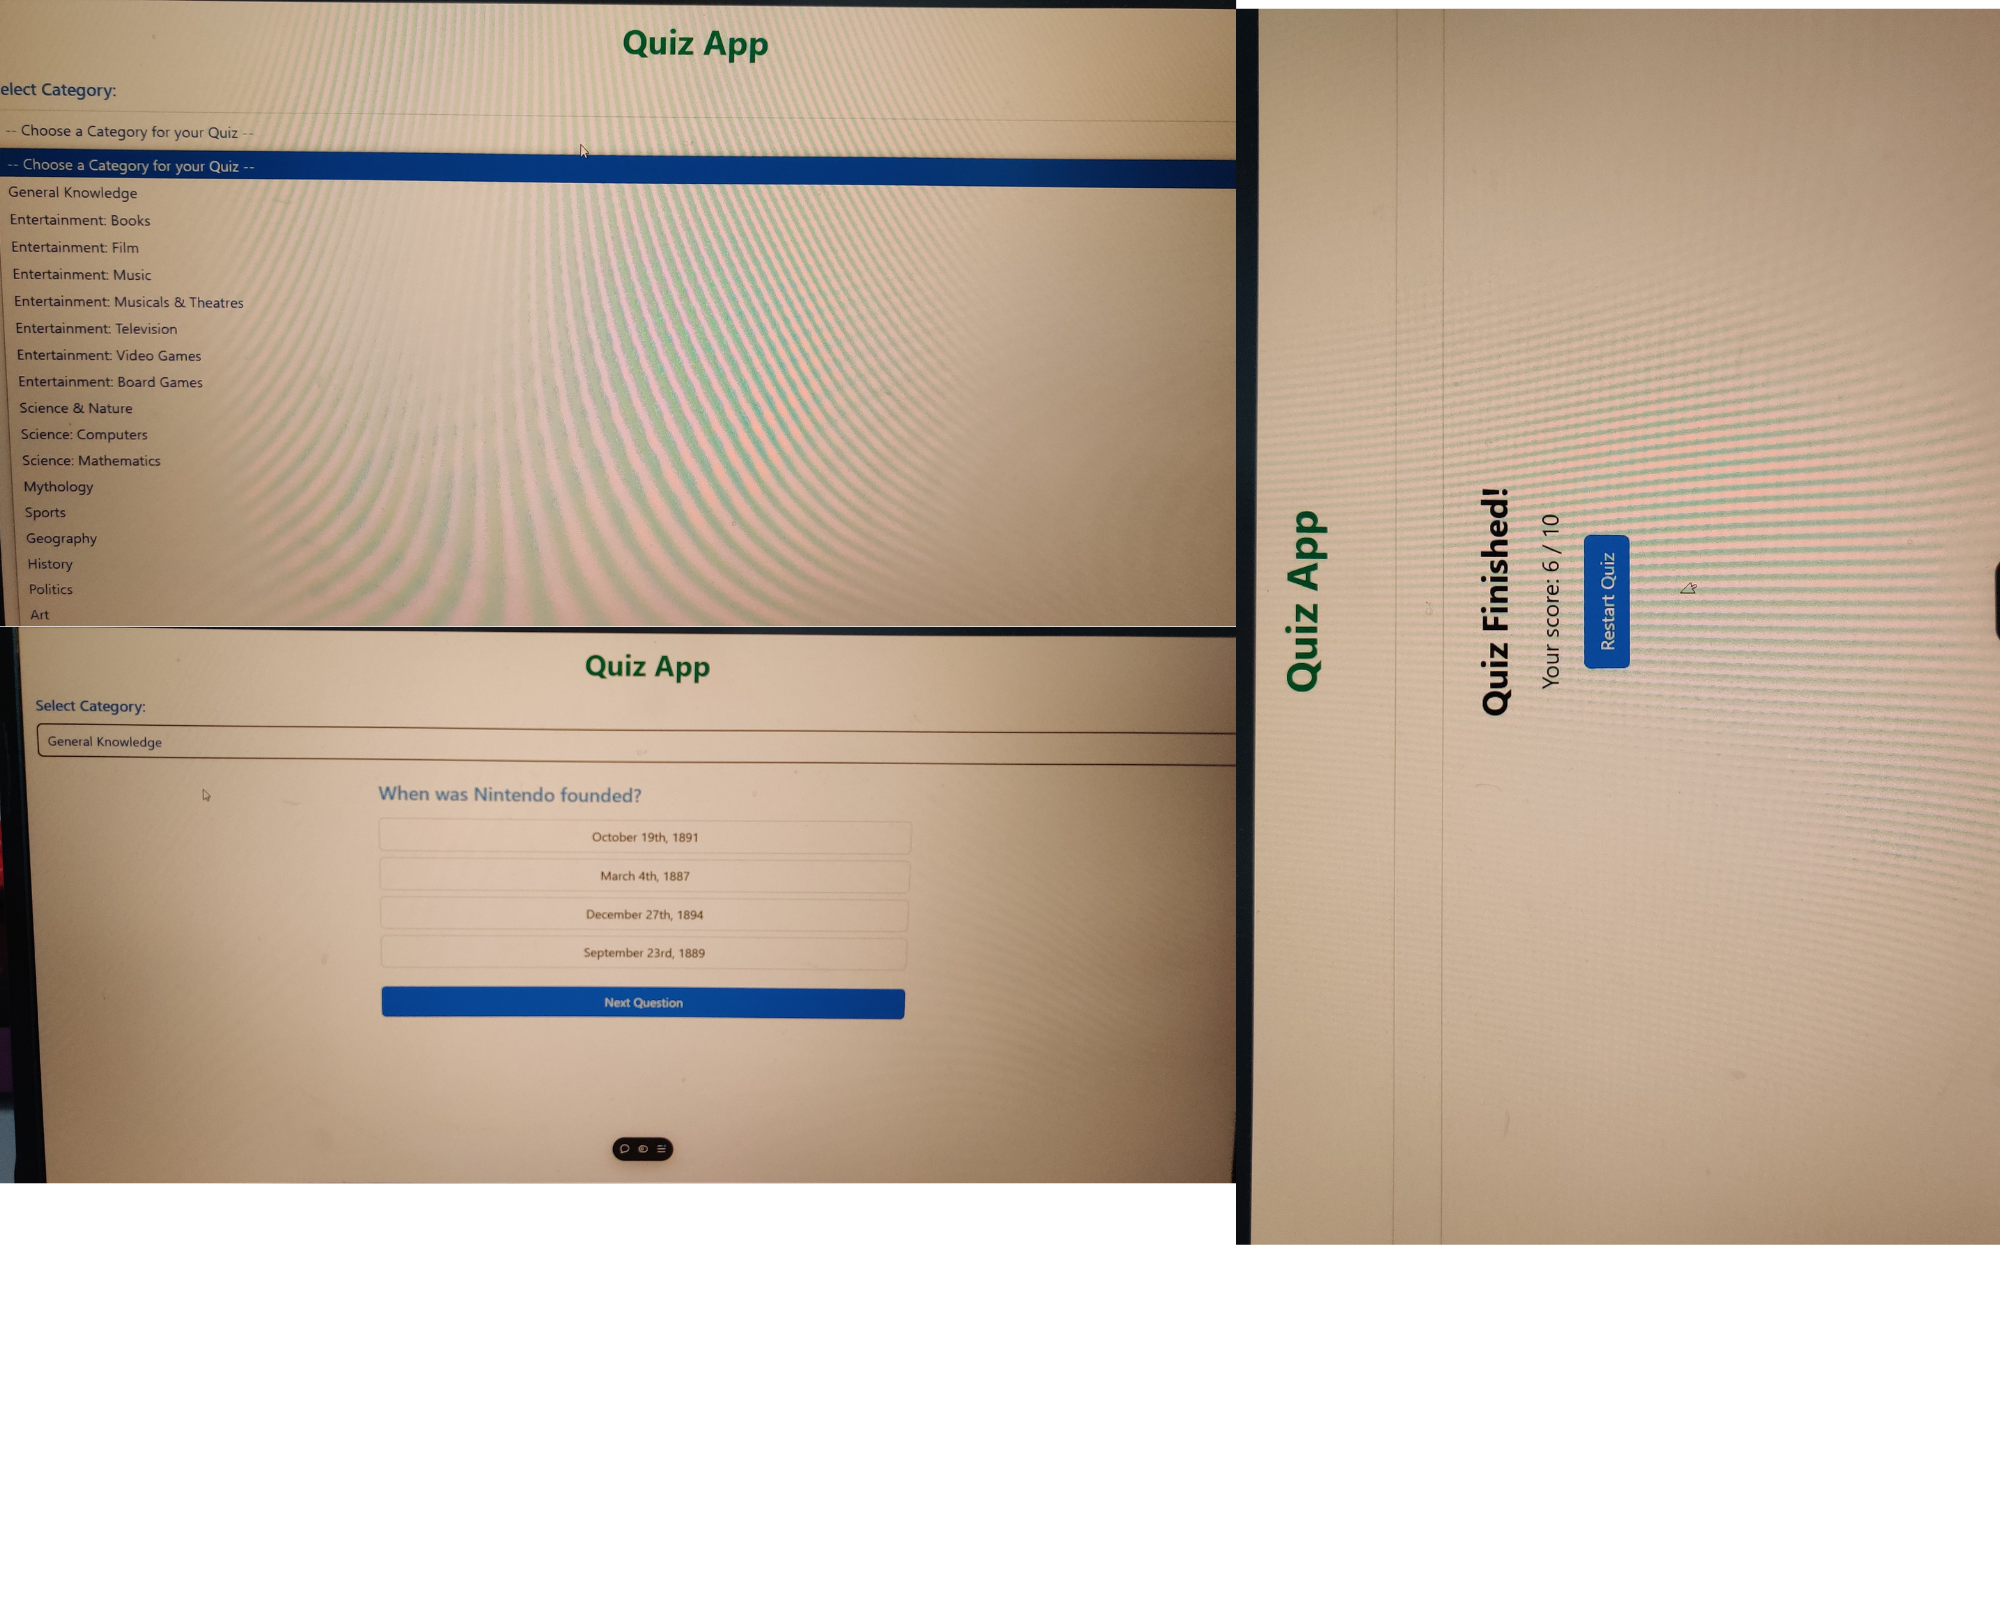 Quiz App
elect Category:
-- Choose a Category for your Quiz --
-- Choose a Category for your Quiz --
General Knowledge
Entertainment: Books
Entertainment: Film
Entertainment: Music
Entertainment: Musicals & Theatres
Entertainment: Television
Entertainment: Video Games
Entertainment: Board Games
Science & Nature
Science: Computers
Science: Mathematics
Mythology
Sports
Geography
History
Politics
Art
Quiz App
Select Category:
General Knowledge
When was Nintendo founded?
October 19th, 1891
March 4th, 1887
December 27th, 1894
September 23rd, 1889
Next Question
Quiz App
Quiz Finished!
Your score: 6 / 10
Restart Quiz